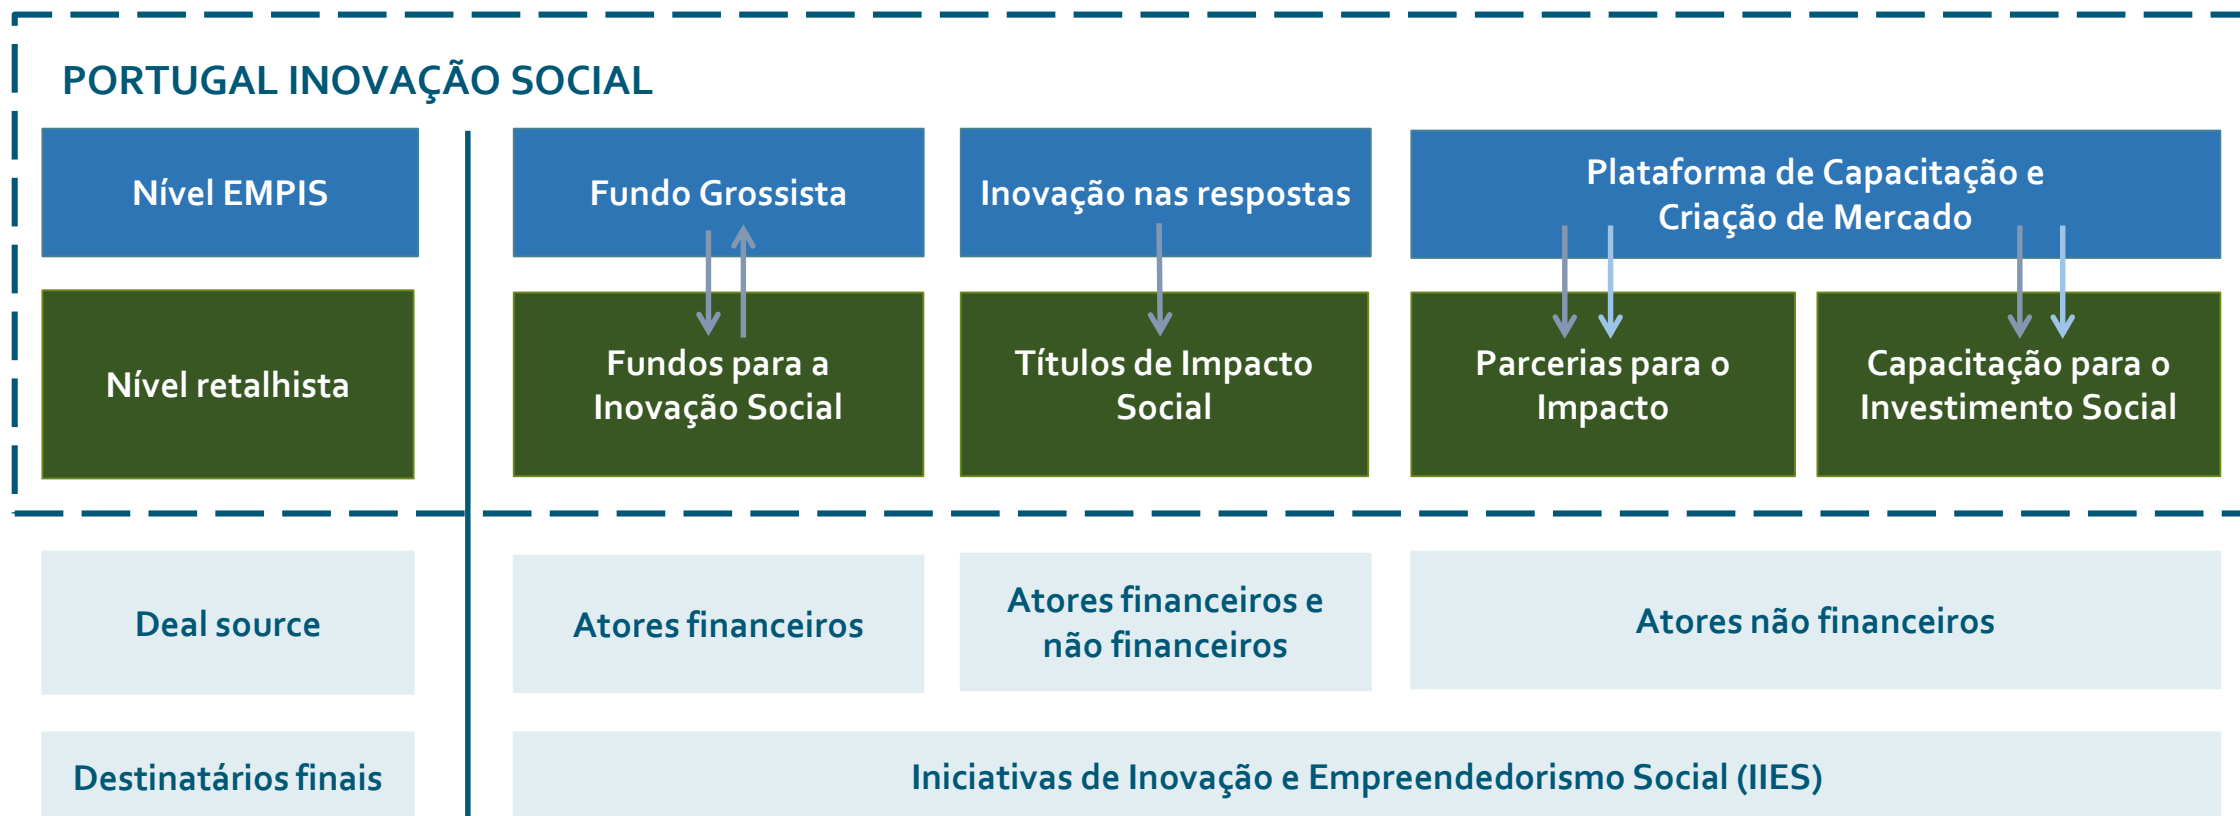 PORTUGAL INOVAÇÃO SOCIAL
Nível EMPIS
Fundo Grossista
Inovação nas respostas
Plataforma de Capacitação e
Criação de Mercado
Nível retalhista
Fundos para a
Inovação Social
Títulos de Impacto
Social
Parcerias para o
Impacto
Capacitação para o
Investimento Social
Deal source
Atores financeiros
Atores financeiros e
não financeiros
Atores não financeiros
Destinatários finais
Iniciativas de Inovação e Empreendedorismo Social (IIES)